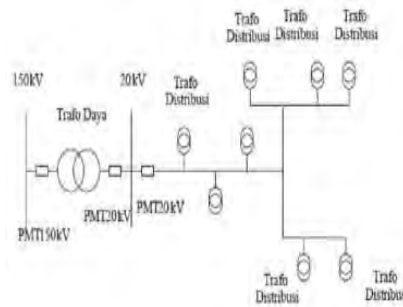 Trafo Trafo Trafo
Distribusi Distribusi Distribusi
150kV 20kV Trafo
Distribusi
Trafo Daya
PMT150kV PMT20kV PMT20kV
Trafo Trafo
Distribusi Distribusi